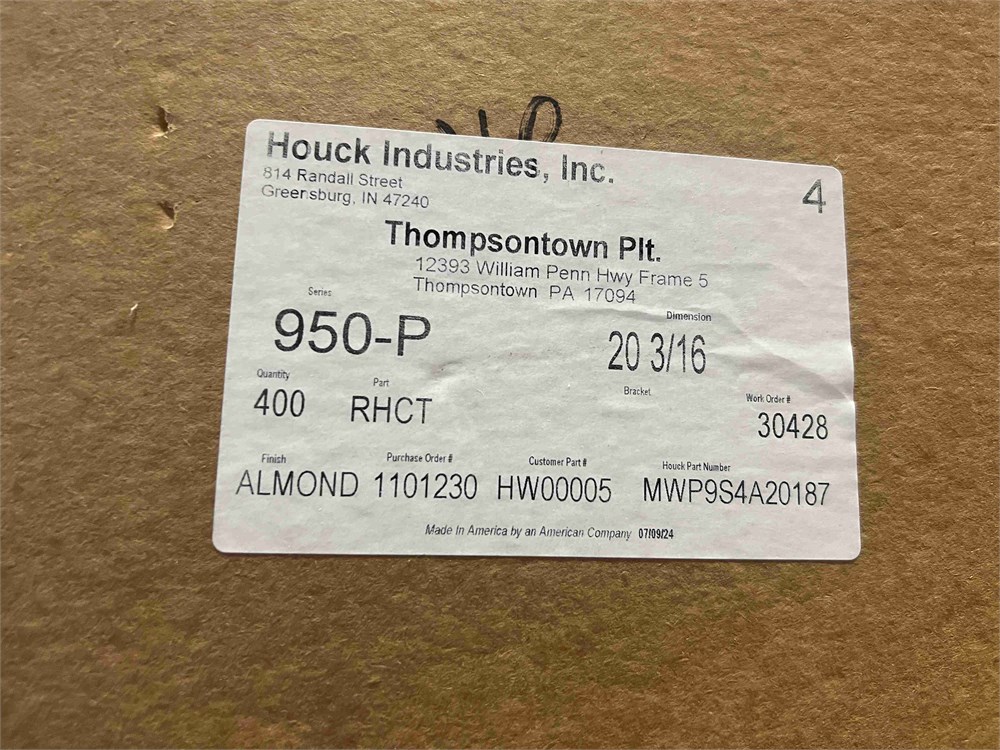 Houck Industries, Inc.
814 Randall Street
Greensburg, IN 47240
4
Thompsontown Plt.
12393 William Penn Hwy Frame 5
Thompsontown PA 17094
Series
950-P
Dimension
20 3/16
Quantity
400
Part
RHCT
Bracket
Work Order #
30428
Finish
ALMOND
Purchase Order #
1101230
Customer Part #
HW00005
Houck Part Number
MWP9S4A20187
Made In America by an American Company 07/09/24